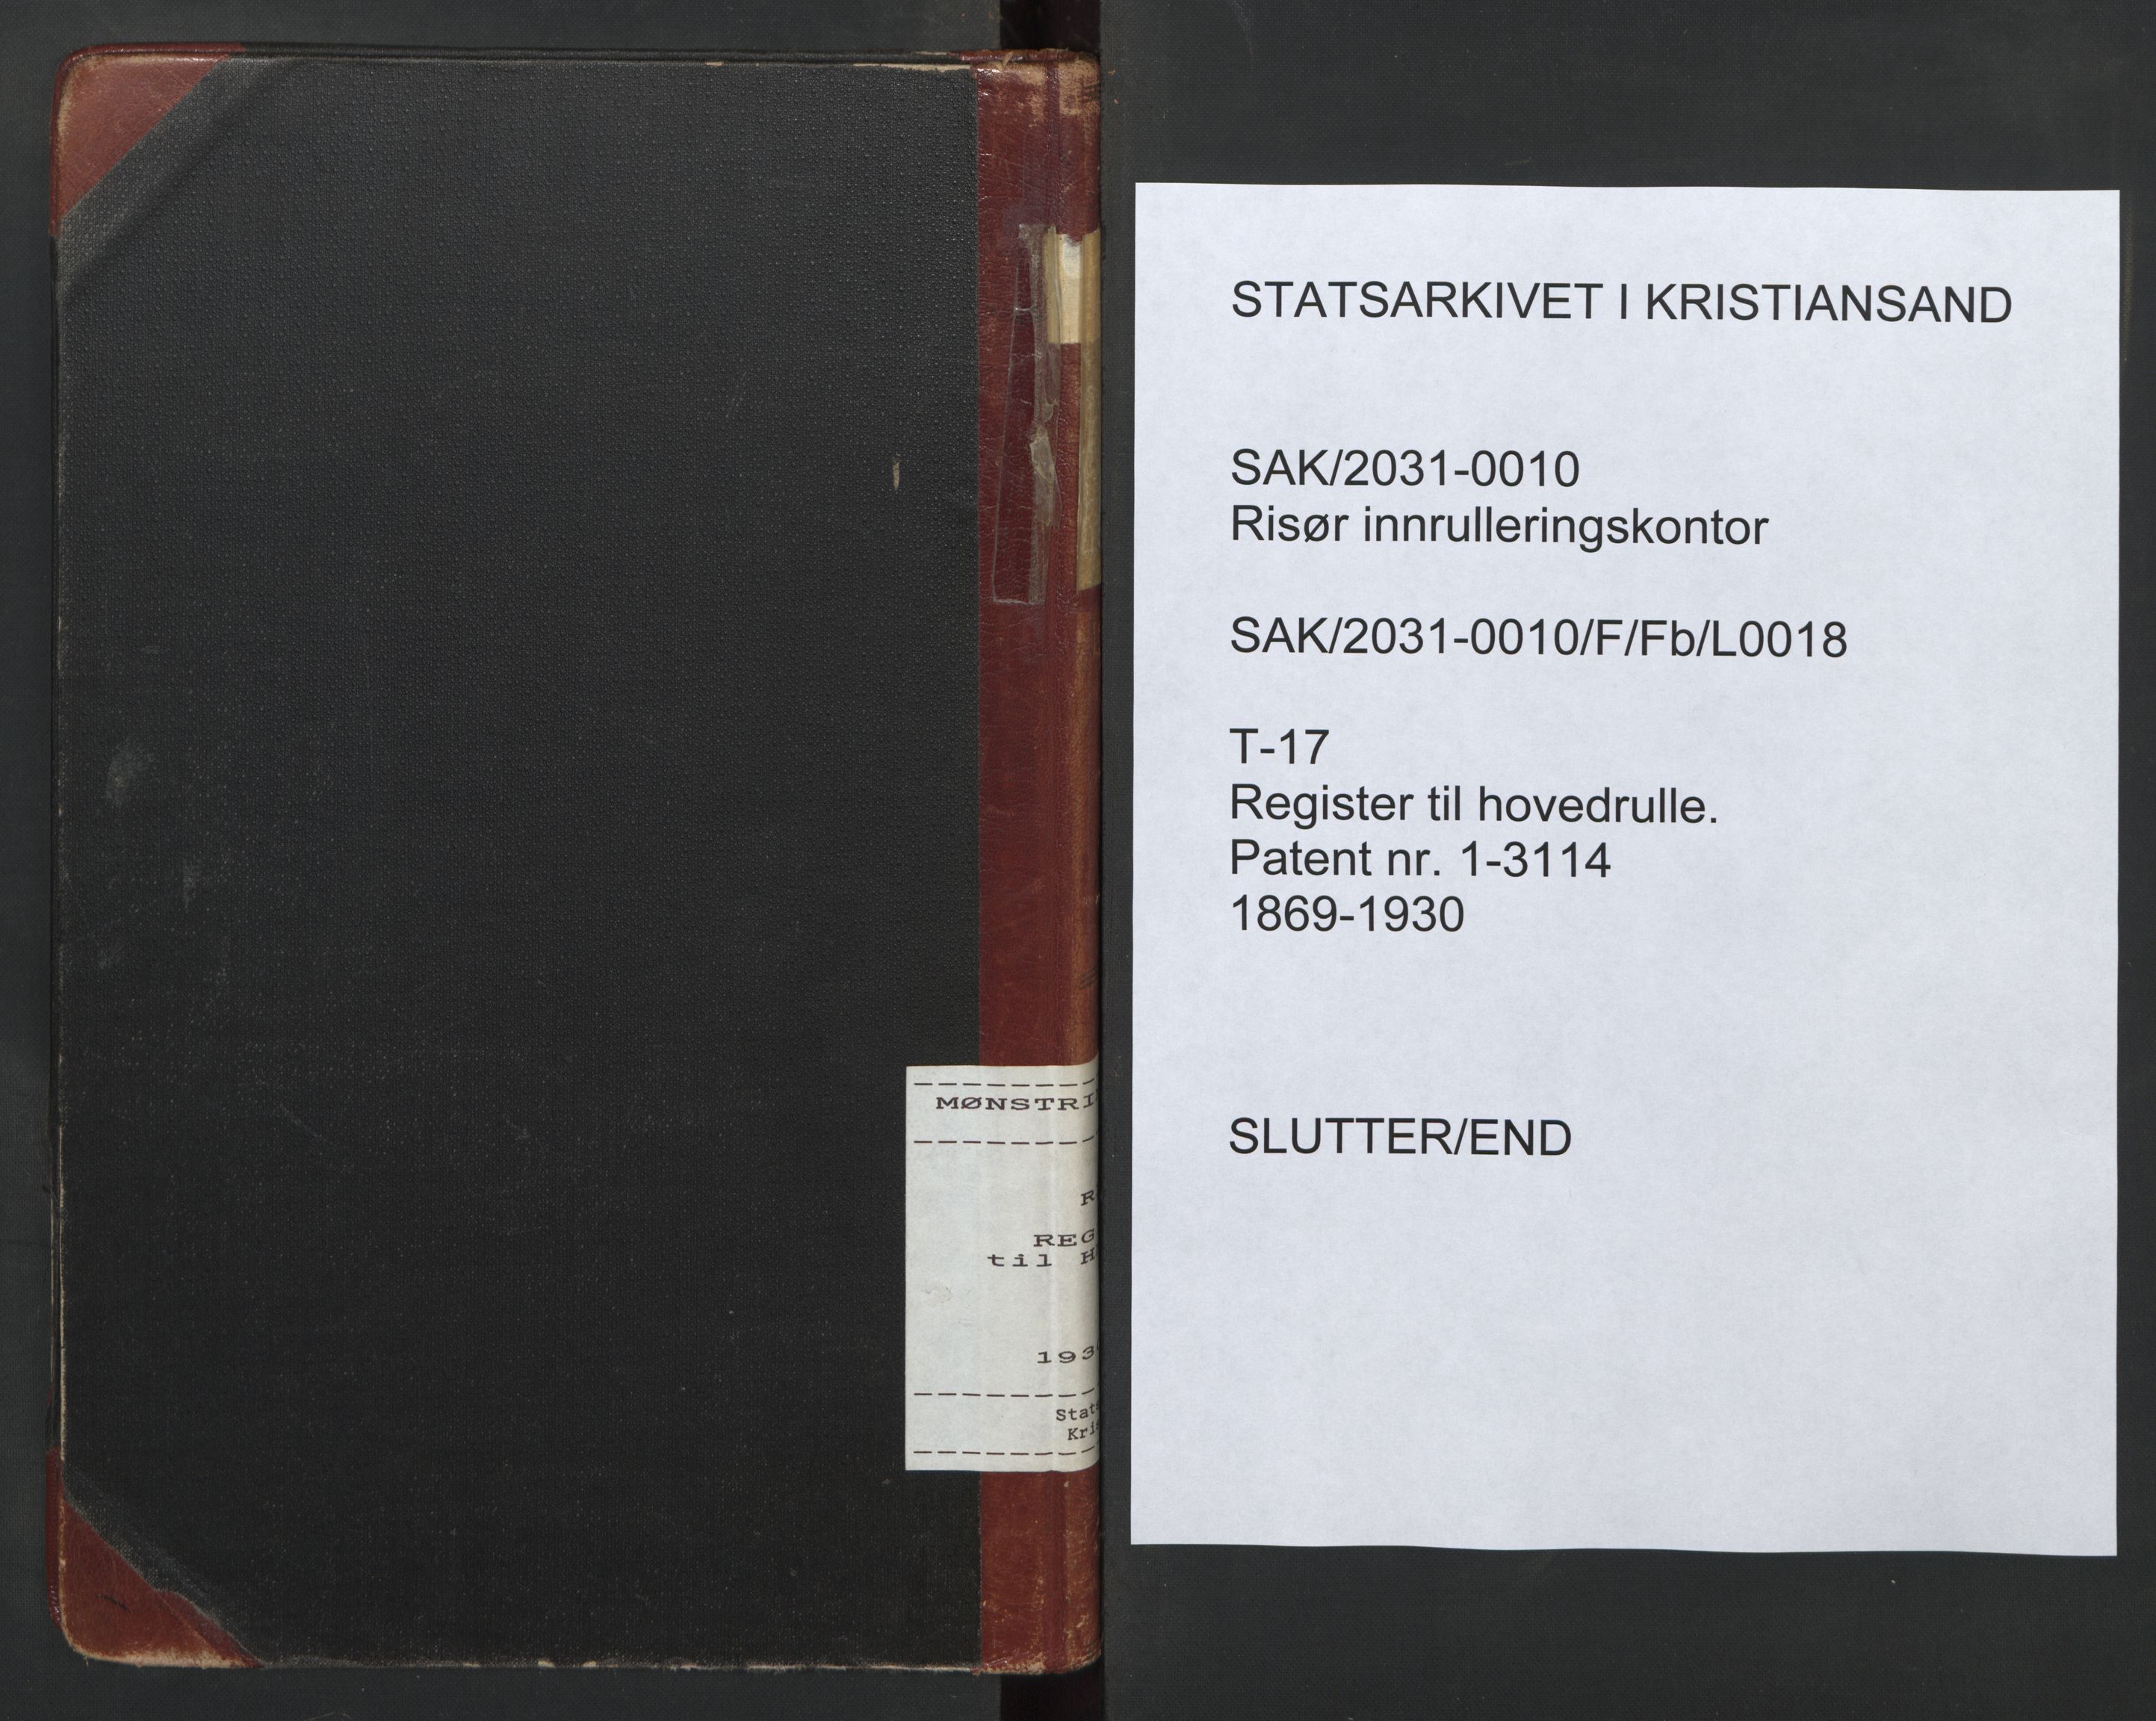 MØNSTRI
R
REG
til H
193
Stat
Kri
STATSARKIVET I KRISTIANSAND
SAK/2031-0010
Risør innrulleringskontor
SAK/2031-0010/F/Fb/L0018
T-17
Register til hovedrulle.
Patent nr. 1-3114
1869-1930
SLUTTER/END